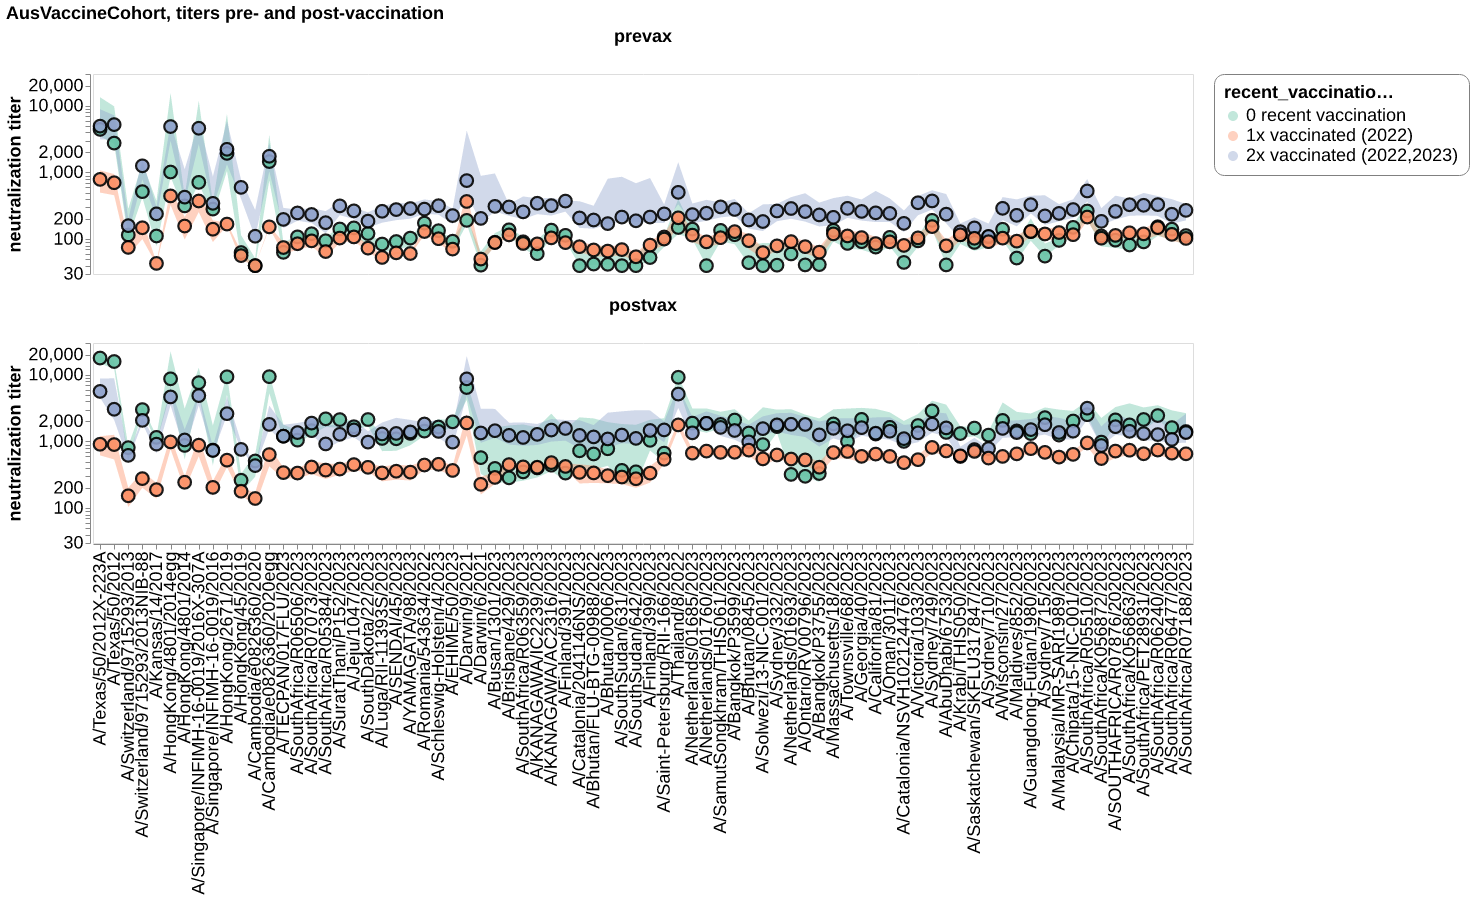 AusVaccineCohort, titers pre- and post-vaccination
prevax
neutralization titer
20,000
10,000
2,000
1,000
200
100
30
recent_vaccinatio…
0 recent vaccination
1x vaccinated (2022)
2x vaccinated (2022,2023)
postvax
neutralization titer
20,000
10,000
2,000
1,000
200
100
30
A/Texas/50/2012X-223A
A/Texas/50/2012
A/Switzerland/9715293/2013
A/Switzerland/9715293/2013NIB-88
A/Kansas/14/2017
A/HongKong/4801/2014egg
A/HongKong/4801/2014
A/Singapore/INFIMH-16-0019/2016X-307A
A/Singapore/INFIMH-16-0019/2016
A/HongKong/2671/2019
A/HongKong/45/2019
A/Cambodia/e0826360/2020
A/Cambodia/e0826360/2020egg
A/TECPAN/017FLU/2023
A/SouthAfrica/R06506/2023
A/SouthAfrica/R07073/2023
A/SouthAfrica/R05384/2023
A/SuratThani/P152/2023
A/Jeju/1047/2023
A/SouthDakota/22/2023
A/Luga/RII-11393S/2023
A/SENDAI/45/2023
A/YAMAGATA/98/2023
A/Romania/543634/2022
A/Schleswig-Holstein/4/2023
A/EHIME/50/2023
A/Darwin/9/2021
A/Darwin/6/2021
A/Busan/1301/2023
A/Brisbane/429/2023
A/SouthAfrica/R06359/2023
A/KANAGAWA/IC2239/2023
A/KANAGAWA/AC2316/2023
A/Finland/391/2023
A/Catalonia/2041146NS/2023
A/Bhutan/FLU-BTG-00988/2022
A/Bhutan/0006/2023
A/SouthSudan/631/2023
A/SouthSudan/642/2023
A/Finland/399/2023
A/Saint-Petersburg/RII-166/2023
A/Thailand/8/2022
A/Netherlands/01685/2023
A/Netherlands/01760/2023
A/SamutSongkhram/THIS061/2023
A/Bangkok/P3599/2023
A/Bhutan/0845/2023
A/Solwezi/13-NIC-001/2023
A/Sydney/332/2023
A/Netherlands/01693/2023
A/Ontario/RV00796/2023
A/Bangkok/P3755/2023
A/Massachusetts/18/2022
A/Townsville/68/2023
A/Georgia/40/2023
A/California/81/2023
A/Oman/3011/2023
A/Catalonia/NSVH102124476/2023
A/Victoria/1033/2023
A/Sydney/749/2023
A/AbuDhabi/6753/2023
A/Krabi/THIS050/2023
A/Saskatchewan/SKFLU317847/2023
A/Sydney/710/2023
A/Wisconsin/27/2023
A/Maldives/852/2023
A/Guangdong-Futian/1980/2023
A/Sydney/715/2023
A/Malaysia/IMR-SARI1989/2023
A/Chipata/15-NIC-001/2023
A/SouthAfrica/R05510/2023
A/SouthAfrica/K056872/2023
A/SOUTHAFRICA/R07876/2023
A/SouthAfrica/K056863/2023
A/SouthAfrica/PET28931/2023
A/SouthAfrica/R06240/2023
A/SouthAfrica/R06477/2023
A/SouthAfrica/R07188/2023